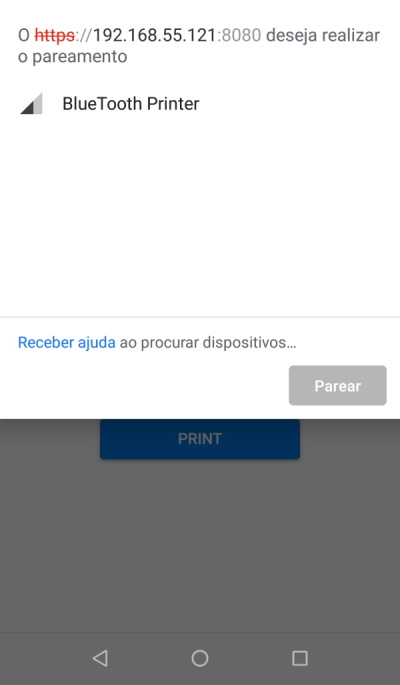 O https://192.168.55.121:8080 deseja realizar
o pareamento
BlueTooth Printer
Receber ajuda ao procurar dispositivos…
Parear
PRINT